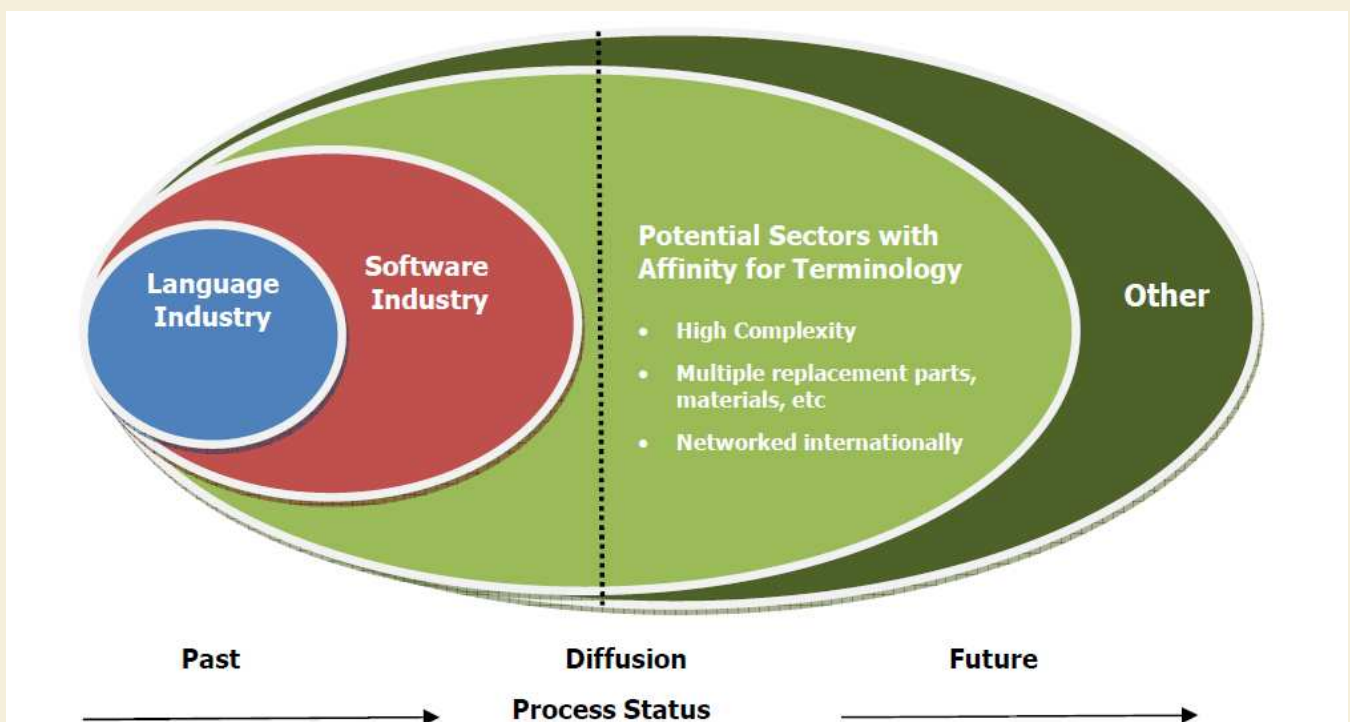 Language
Industry
Software
Industry
Potential Sectors with
Affinity for Terminology
• High Complexity
• Multiple replacement parts,
materials, etc
• Networked internationally
Other
Past
Diffusion
Future
Process Status